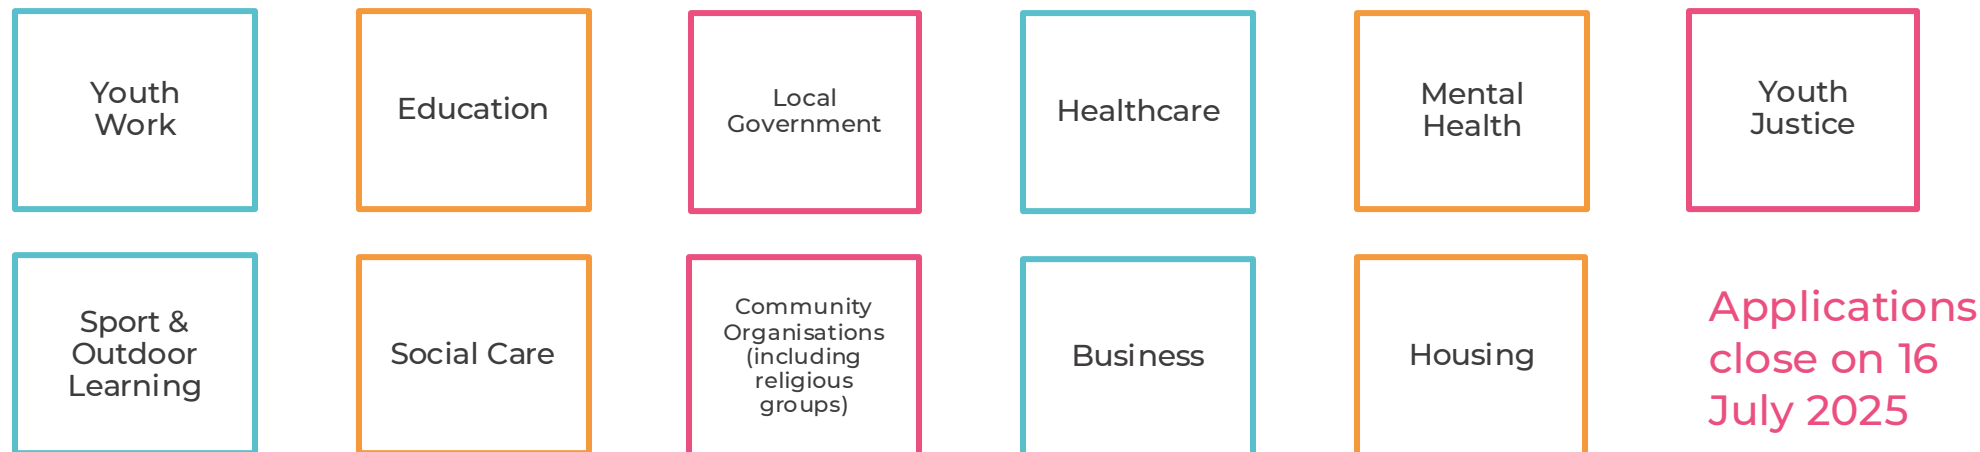 Youth
Work
Education
Local
Government
Healthcare
Mental
Health
Youth
Justice
Sport &
Outdoor
Learning
Social Care
Community
Organisations
(including
religious
groups)
Business
Housing
Applications
close on 16
July 2025